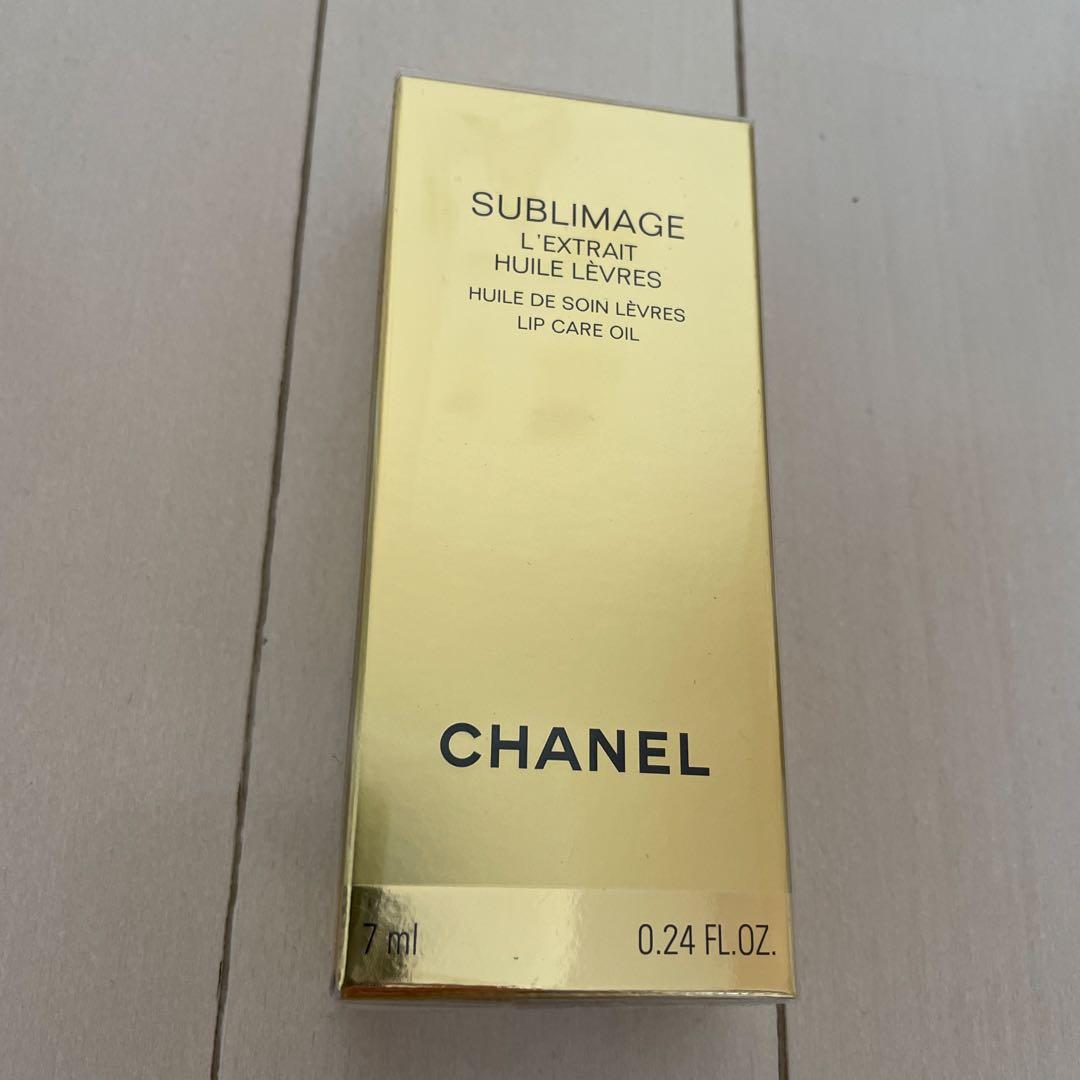 SUBLIMAGE
L'EXTRAIT
HUILE LÈVRES
HUILE DE SOIN LÈVRES
LIP CARE OIL
CHANEL
7 ml 0.24 FL.OZ.